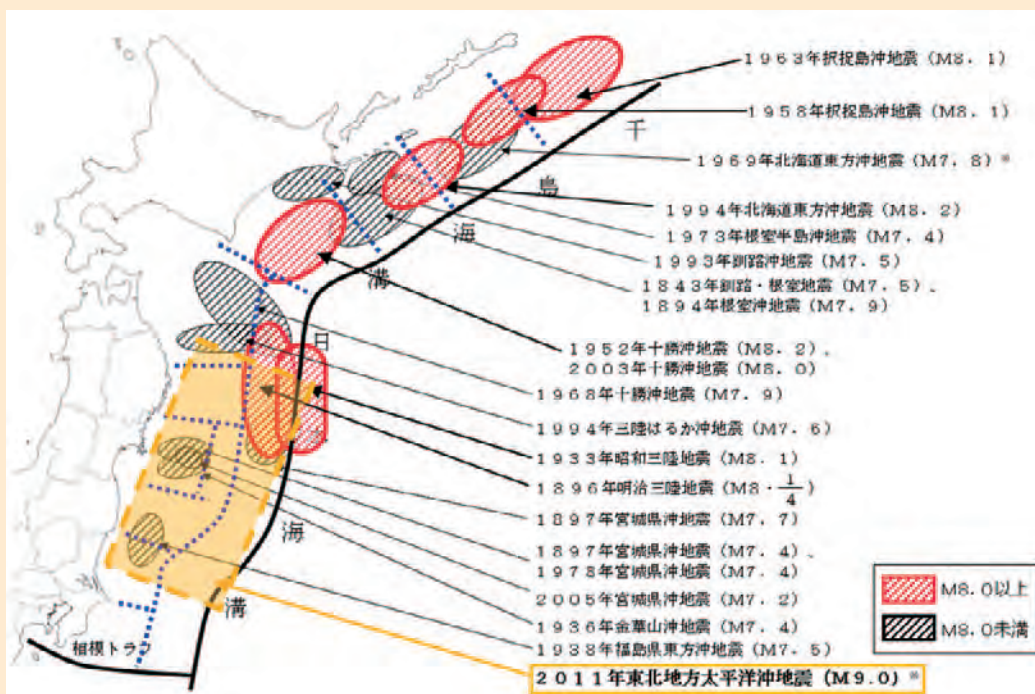 １９６３年択捉島沖地震（M８．１）
１９５８年択捉島沖地震（M８．１）
１９６９年北海道東方沖地震（M７．８）※
１９９４年北海道東方沖地震（M８．２）
１９７３年根室半島沖地震（M７．４）
１９９３年釧路沖地震（M７．５）
１８４３年釧路・根室地震（M７．５）、
１８９４年根室沖地震（M７．９）
１９５２年十勝沖地震（M８．２）、
２００３年十勝沖地震（M８．０）
１９６８年十勝沖地震（M７．９）
１９９４年三陸はるか沖地震（M７．６）
１９３３年昭和三陸地震（M８．１）
１８９６年明治三陸地震（M８・1/4）
１８９７年宮城県沖地震（M７．７）
１８９７年宮城県沖地震（M７．４）、
１９７８年宮城県沖地震（M７．４）
２００５年宮城県沖地震（M７．２）
１９３６年金華山沖地震（M７．４）
１９３８年福島県東方沖地震（M７．５）
２０１１年東北地方太平洋沖地震（M9.0）※
千
島
海
溝
日
海
溝
相模トラフ
M８．０以上
M８．０未満